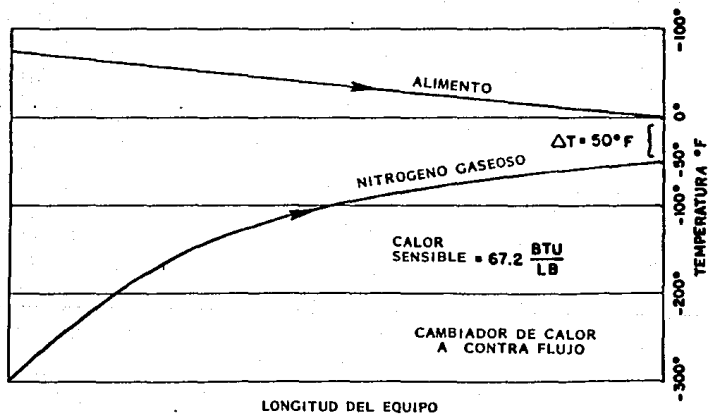 ALIMENTO
NITROGENO GASEOSO
ΔT = 50°F
CALOR
SENSIBLE = 67.2 BTU
LB
CAMBIADOR DE CALOR
A CONTRA FLUJO
LONGITUD DEL EQUIPO
-100°
0°
-50°
-100°
-200°
-300°
TEMPERATURA °F